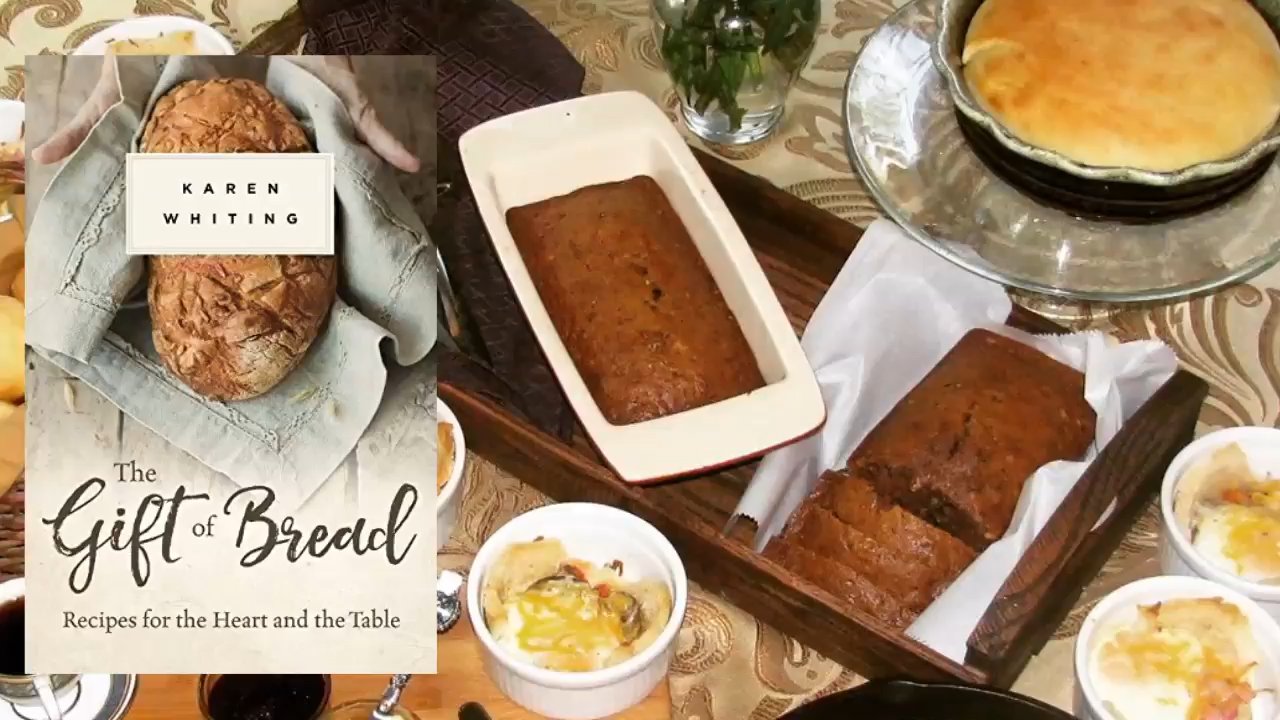 KAREN
WHITING
The
Gift of Bread
Recipes for the Heart and the Table